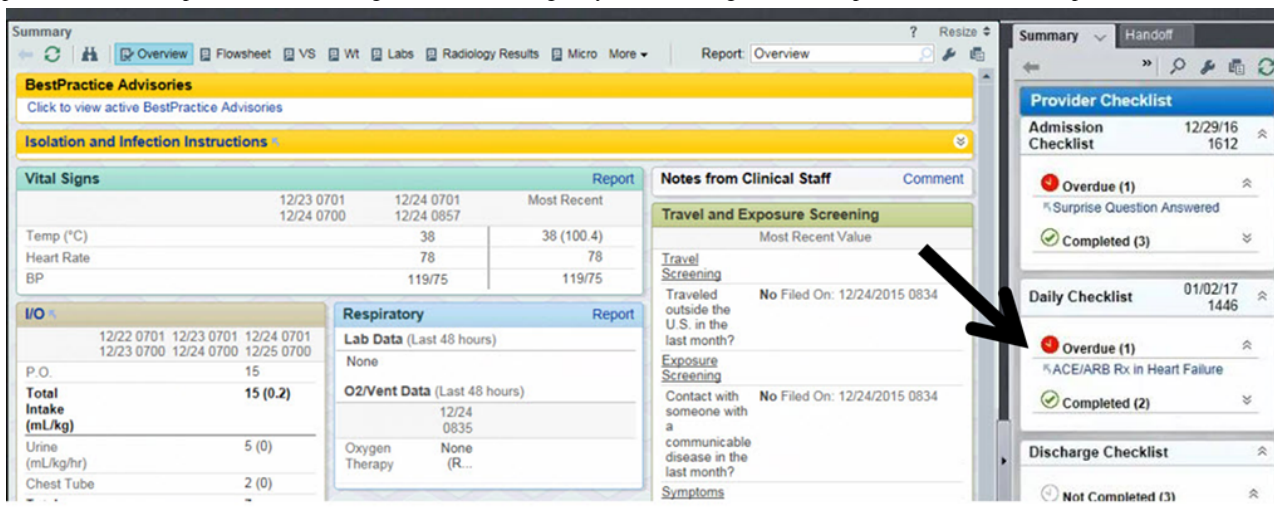 Summary
? Resize
Overview Flowsheet VS Wt Labs Radiology Results Micro More Report: Overview
BestPractice Advisories
Click to view active BestPractice Advisories
Isolation and Infection Instructions
Vital Signs Report
12/23 0701 12/24 0701 Most Recent
12/24 0700 12/24 0857
Temp (°C) 38 38 (100.4)
Heart Rate 78 78
BP 119/75 119/75
I/O
12/22 0701 12/23 0701 12/24 0701
12/23 0700 12/24 0700 12/25 0700
P.O. 15
Total 15 (0.2)
Intake
(mL/kg)
Urine 5 (0)
(mL/kg/hr)
Chest Tube 2 (0)
Respiratory Report
Lab Data (Last 48 hours)
None
O2/Vent Data (Last 48 hours)
12/24
0835
Oxygen None
Therapy (R...
Notes from Clinical Staff Comment
Travel and Exposure Screening
Most Recent Value
Travel
Screening
Traveled No Filed On: 12/24/2015 0834
outside the
U.S. in the
last month?
Exposure
Screening
Contact with No Filed On: 12/24/2015 0834
someone with
a
communicable
disease in the
last month?
Symptoms
Summary Handoff
»
Provider Checklist
Admission 12/29/16
Checklist 1612
Overdue (1)
Surprise Question Answered
Completed (3)
Daily Checklist 01/02/17
1446
Overdue (1)
ACE/ARB Rx in Heart Failure
Completed (2)
Discharge Checklist
Not Completed (3)